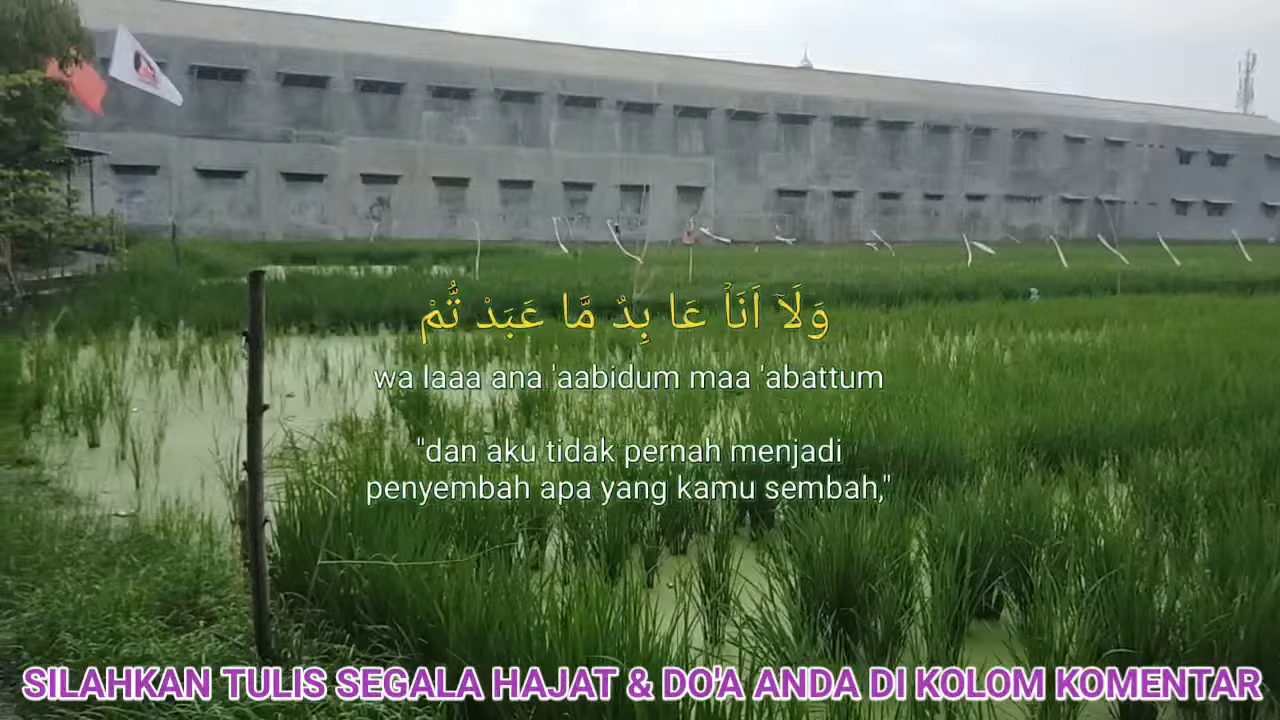 وَلَاۤ اَنَاۡ عَا بِدٌ مَّا عَبَدْ تُّمْ
wa laaa ana 'aabidum maa 'abattum
"dan aku tidak pernah menjadi
penyembah apa yang kamu sembah,"
SILAHKAN TULIS SEGALA HAJAT & DO'A ANDA DI KOLOM KOMENTAR